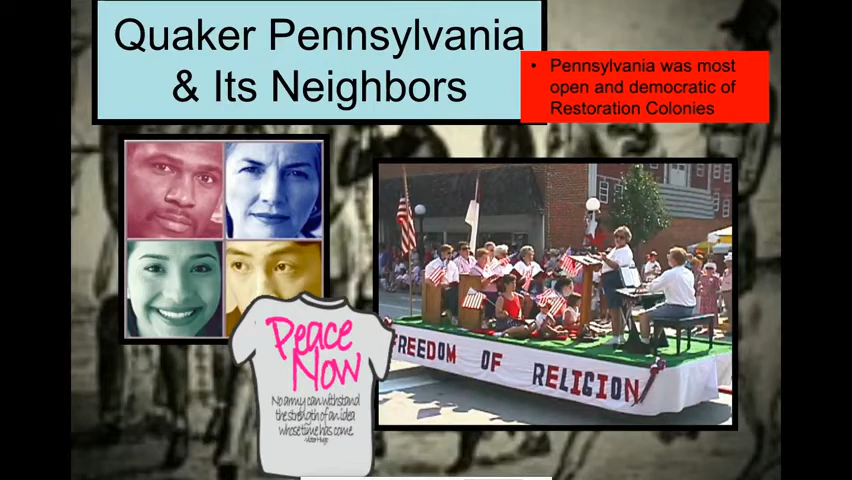 Quaker Pennsylvania
& Its Neighbors
• Pennsylvania was most
open and democratic of
Restoration Colonies
Peace
Now
No army can withstand
the strength of an idea
whose time has come
-Victor Hugo
FREEDOM OF RELIGION